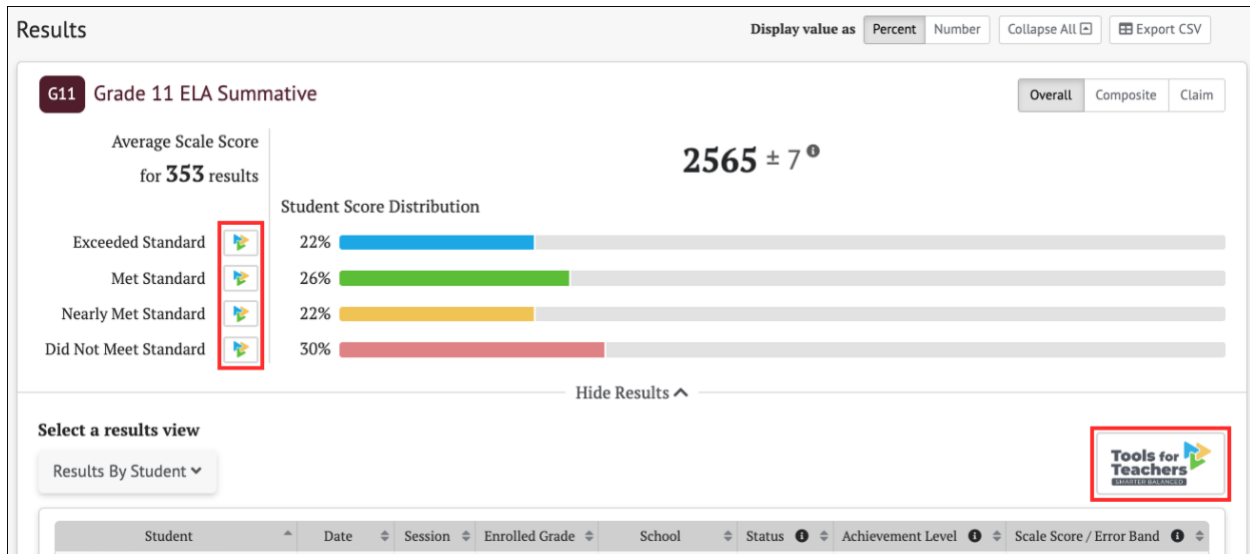 Results
Display value as Percent Number Collapse All Export CSV
G11 Grade 11 ELA Summative
Overall Composite Claim
Average Scale Score
for 353 results
2565 ± 7
Student Score Distribution
Exceeded Standard 22%
Met Standard 26%
Nearly Met Standard 22%
Did Not Meet Standard 30%
Hide Results
Select a results view
Results By Student
Tools for
Teachers
SMARTER BALANCED
Student Date Session Enrolled Grade School Status Achievement Level Scale Score / Error Band